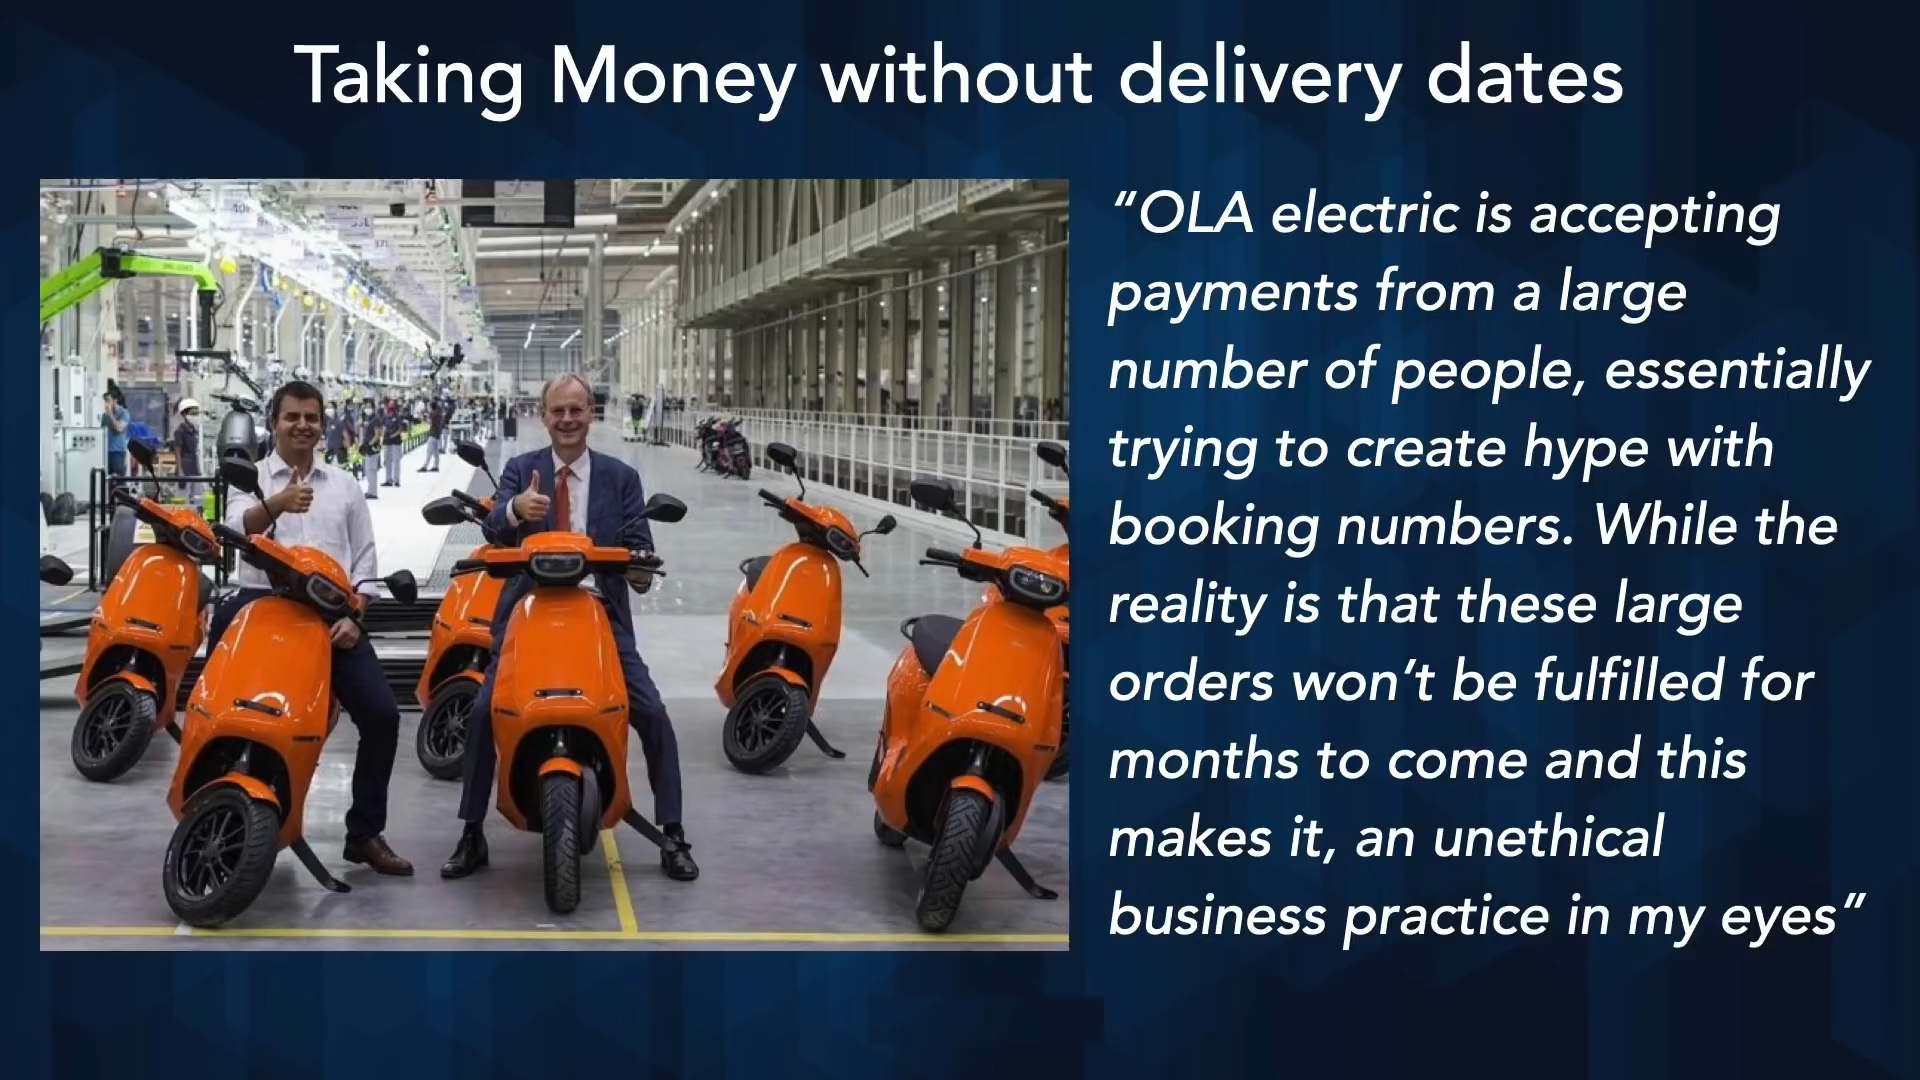 Taking Money without delivery dates
“OLA electric is accepting
payments from a large
number of people, essentially
trying to create hype with
booking numbers. While the
reality is that these large
orders won’t be fulfilled for
months to come and this
makes it, an unethical
business practice in my eyes”